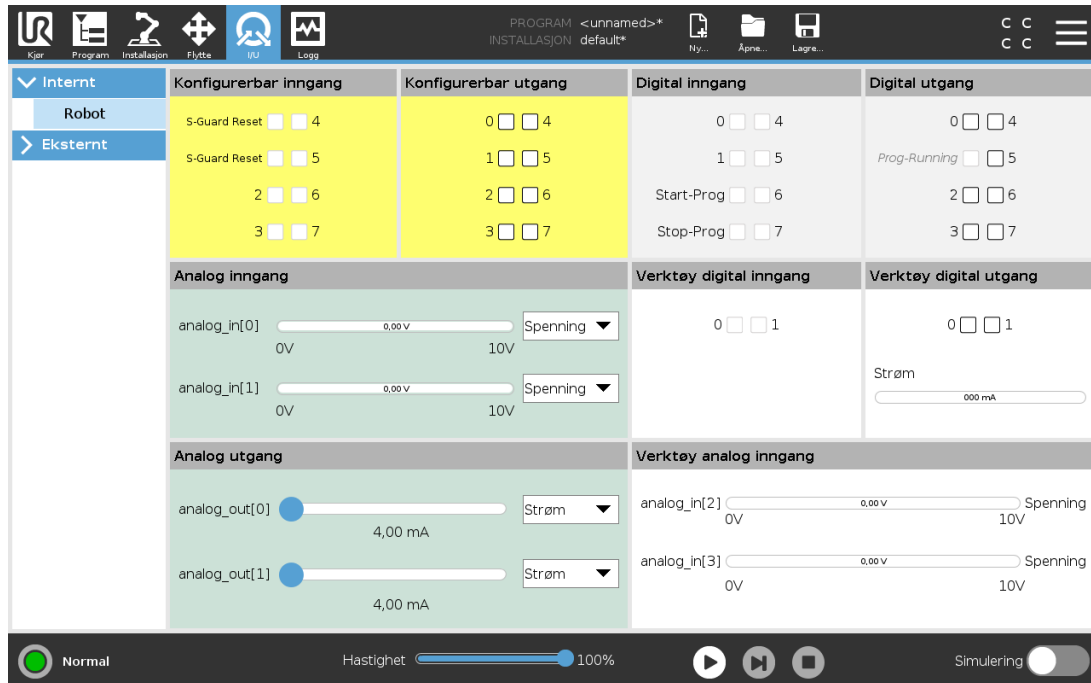 PROGRAM <unnamed>*
INSTALLASJON default*
UR
Kjør
Program
Installasjon
Flytte
I/U
Logg
Ny...
Åpne...
Lagre...
C C
C C
Internt
Robot
Eksternt
Konfigurerbar inngang
S-Guard Reset 4
S-Guard Reset 5
2 6
3 7
Konfigurerbar utgang
0 4
1 5
2 6
3 7
Digital inngang
0 4
1 5
Start-Prog 6
Stop-Prog 7
Digital utgang
0 4
Prog-Running 5
2 6
3 7
Analog inngang
analog_in[0] 0,00 V Spenning
0V 10V
analog_in[1] 0,00 V Spenning
0V 10V
Verktøy digital inngang
0 1
Verktøy digital utgang
0 1
Strøm
000 mA
Analog utgang
analog_out[0] Strøm
4,00 mA
analog_out[1] Strøm
4,00 mA
Verktøy analog inngang
analog_in[2] 0,00 V Spenning
0V 10V
analog_in[3] 0,00 V Spenning
0V 10V
Normal
Hastighet 100%
Simulering